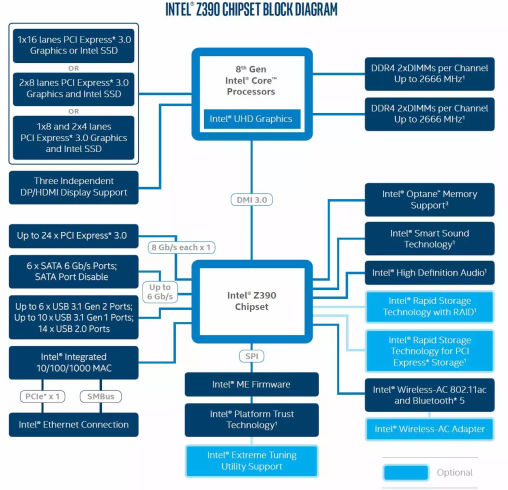 INTEL® Z390 CHIPSET BLOCK DIAGRAM
1x16 lanes PCI Express* 3.0
Graphics or Intel SSD
OR
2x8 lanes PCI Express* 3.0
Graphics and Intel SSD
OR
1x8 and 2x4 lanes
PCI Express* 3.0 Graphics
and Intel SSD
Three Independent
DP/HDMI Display Support
8th Gen
Intel® Core™
Processors
Intel® UHD Graphics
DDR4 2xDIMMs per Channel
Up to 2666 MHz¹
DDR4 2xDIMMs per Channel
Up to 2666 MHz¹
DMI 3.0
Up to 24 x PCI Express* 3.0
8 Gb/s each x 1
6 x SATA 6 Gb/s Ports;
SATA Port Disable
Up to
6 Gb/s
Up to 6 x USB 3.1 Gen 2 Ports;
Up to 10 x USB 3.1 Gen 1 Ports;
14 x USB 2.0 Ports
Intel® Integrated
10/100/1000 MAC
PCIe* x 1
SMBus
Intel® Ethernet Connection
Intel® Z390
Chipset
SPI
Intel® ME Firmware
Intel® Platform Trust
Technology¹
Intel® Extreme Tuning
Utility Support
Intel® Optane™ Memory
Support³
Intel® Smart Sound
Technology¹
Intel® High Definition Audio¹
Intel® Rapid Storage
Technology with RAID¹
Intel® Rapid Storage
Technology for PCI
Express* Storage¹
Intel® Wireless-AC 802.11ac
and Bluetooth* 5
Intel® Wireless-AC Adapter
Optional